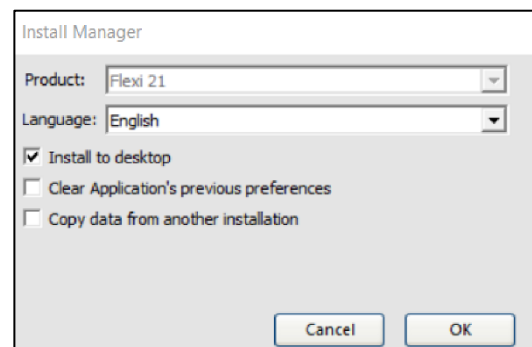 Install Manager
Product: Flexi 21
Language: English
Install to desktop
Clear Application's previous preferences
Copy data from another installation
Cancel OK